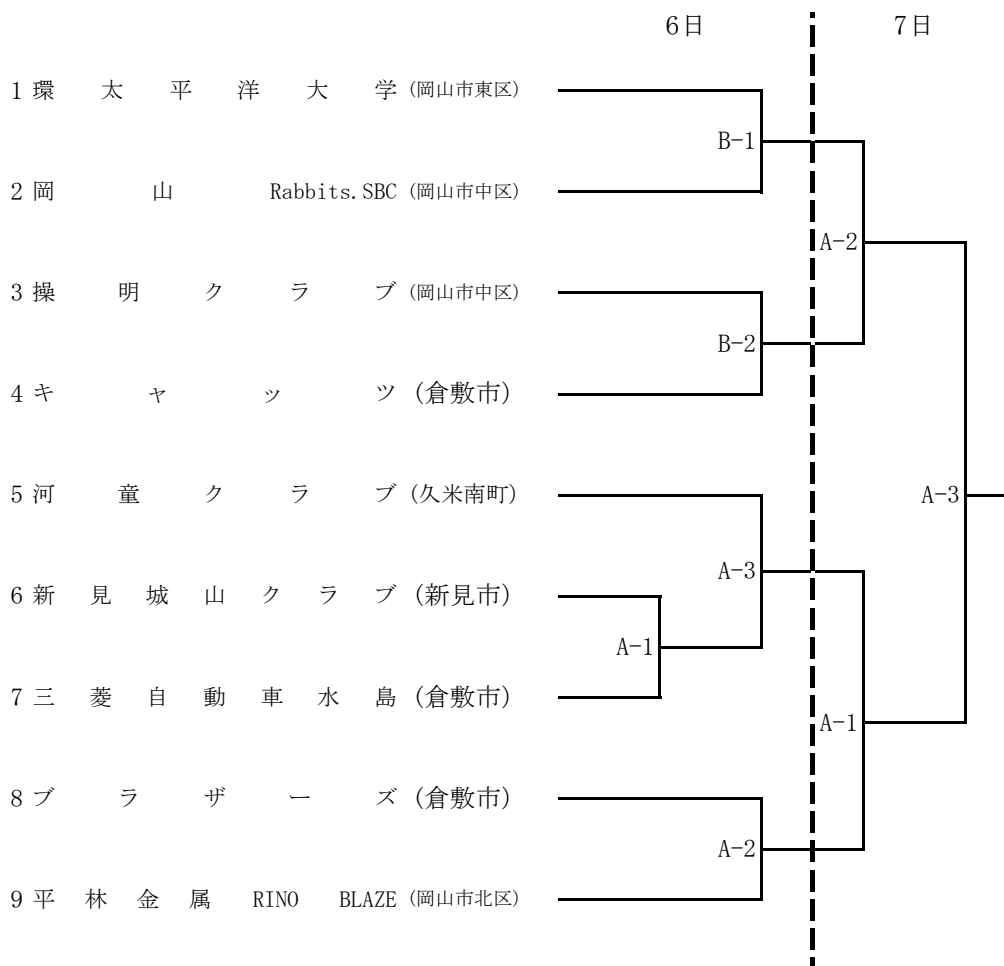 6日 7日
1 環太平洋大学 (岡山市東区)
B-1
2 岡山 Rabbits.SBC (岡山市中区)
A-2
3 操明クラブ (岡山市中区)
B-2
4 キャッツ (倉敷市)
5 河童クラブ (久米南町)
A-3
A-3
6 新見城山クラブ (新見市)
A-1
7 三菱自動車水島 (倉敷市)
A-1
8 ブラザーズ (倉敷市)
A-2
9 平林金属 RINO BLAZE (岡山市北区)